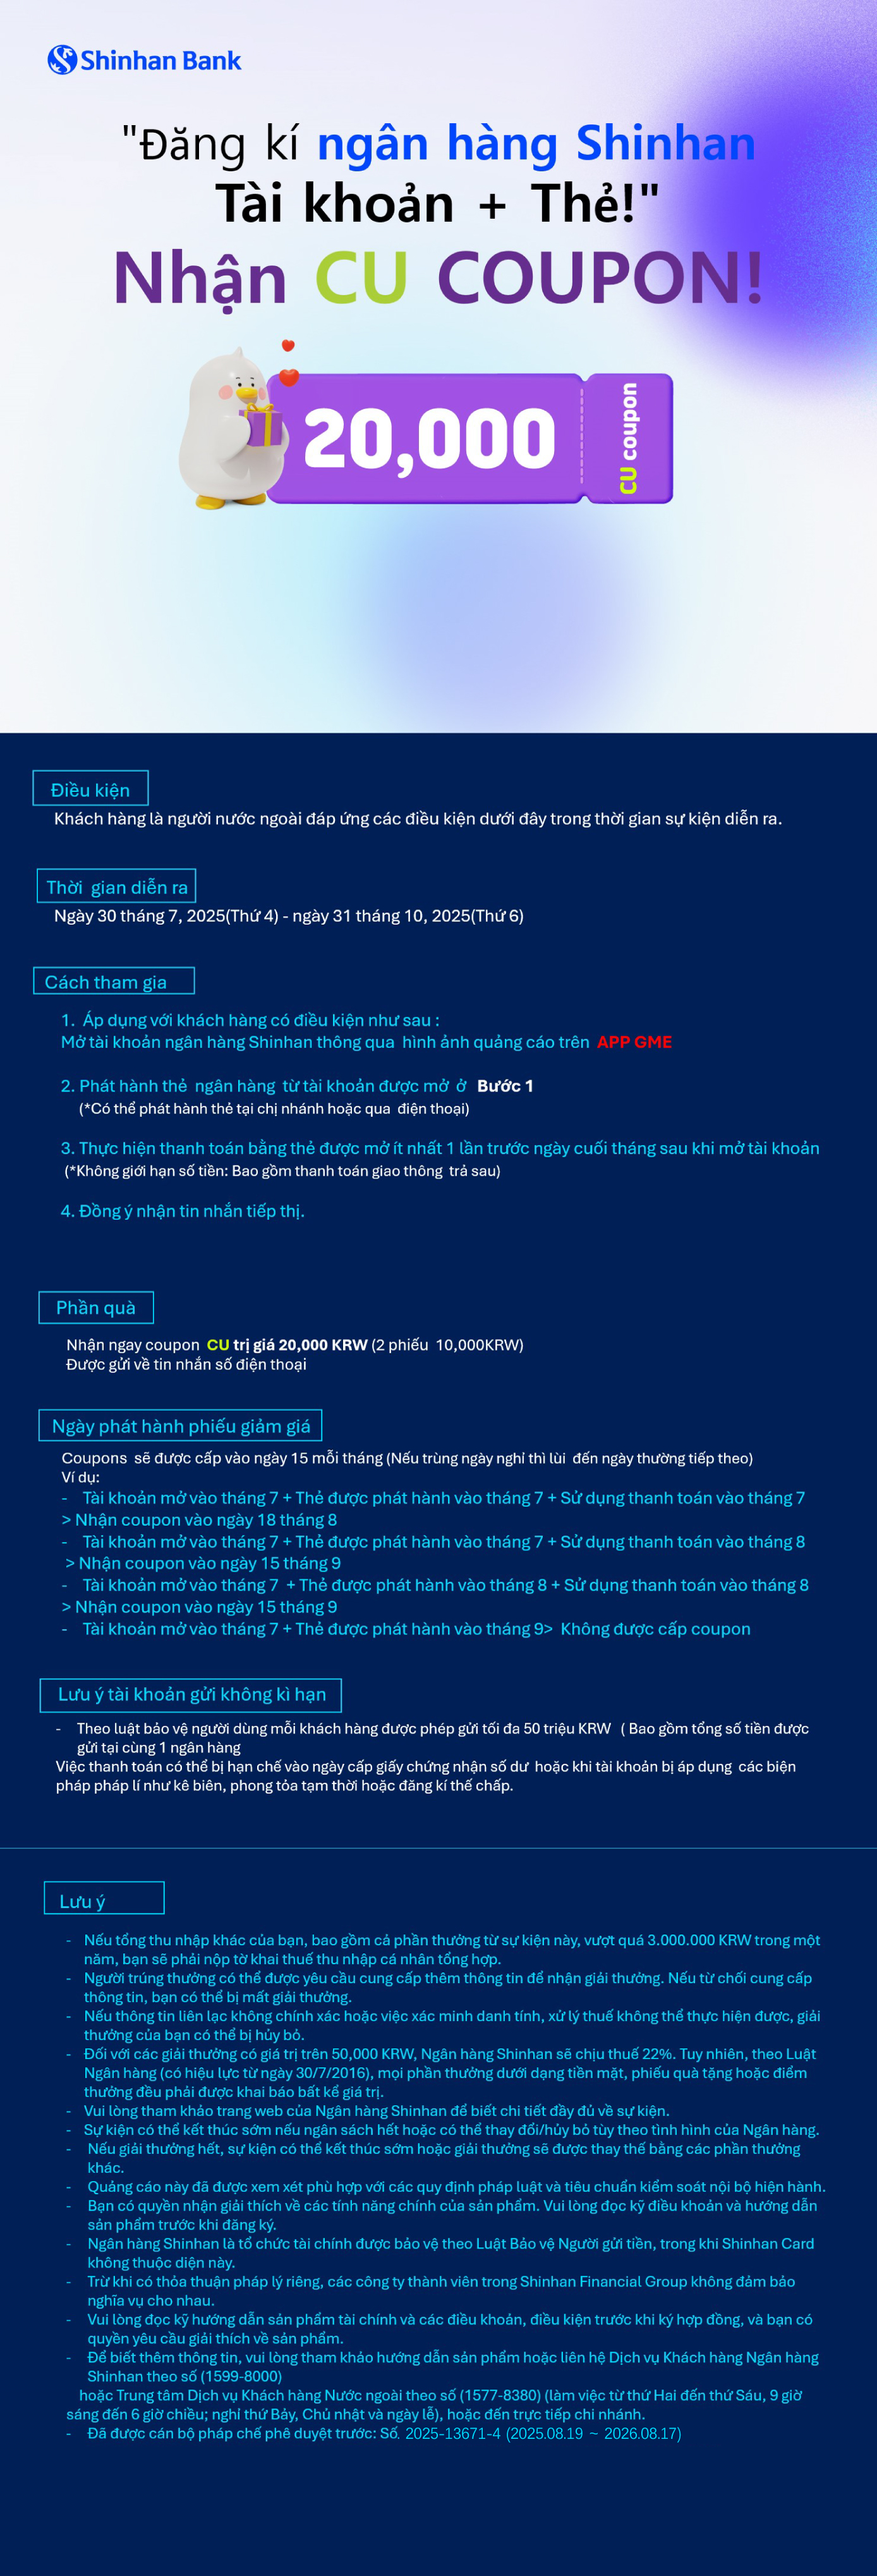 Shinhan Bank
"Đăng kí ngân hàng Shinhan
Tài khoản + Thẻ!"
Nhận CU COUPON!
20,000
CU coupon
Điều kiện
Khách hàng là người nước ngoài đáp ứng các điều kiện dưới đây trong thời gian sự kiện diễn ra.
Thời gian diễn ra
Ngày 30 tháng 7, 2025(Thứ 4) - ngày 31 tháng 10, 2025(Thứ 6)
Cách tham gia
1. Áp dụng với khách hàng có điều kiện như sau :
Mở tài khoản ngân hàng Shinhan thông qua hình ảnh quảng cáo trên APP GME
2. Phát hành thẻ ngân hàng từ tài khoản được mở ở Bước 1
(*Có thể phát hành thẻ tại chị nhánh hoặc qua điện thoại)
3. Thực hiện thanh toán bằng thẻ được mở ít nhất 1 lần trước ngày cuối tháng sau khi mở tài khoản
(*Không giới hạn số tiền: Bao gồm thanh toán giao thông trả sau)
4. Đồng ý nhận tin nhắn tiếp thị.
Phần quà
Nhận ngay coupon CU trị giá 20,000 KRW (2 phiếu 10,000KRW)
Được gửi về tin nhắn số điện thoại
Ngày phát hành phiếu giảm giá
Coupons sẽ được cấp vào ngày 15 mỗi tháng (Nếu trùng ngày nghỉ thì lùi đến ngày thường tiếp theo)
Ví dụ:
- Tài khoản mở vào tháng 7 + Thẻ được phát hành vào tháng 7 + Sử dụng thanh toán vào tháng 7
> Nhận coupon vào ngày 18 tháng 8
- Tài khoản mở vào tháng 7 + Thẻ được phát hành vào tháng 7 + Sử dụng thanh toán vào tháng 8
> Nhận coupon vào ngày 15 tháng 9
- Tài khoản mở vào tháng 7 + Thẻ được phát hành vào tháng 8 + Sử dụng thanh toán vào tháng 8
> Nhận coupon vào ngày 15 tháng 9
- Tài khoản mở vào tháng 7 + Thẻ được phát hành vào tháng 9> Không được cấp coupon
Lưu ý tài khoản gửi không kì hạn
- Theo luật bảo vệ người dùng mỗi khách hàng được phép gửi tối đa 50 triệu KRW ( Bao gồm tổng số tiền được
gửi tại cùng 1 ngân hàng
Việc thanh toán có thể bị hạn chế vào ngày cấp giấy chứng nhận số dư hoặc khi tài khoản bị áp dụng các biện
pháp pháp lí như kê biên, phong tỏa tạm thời hoặc đăng kí thế chấp.
Lưu ý
- Nếu tổng thu nhập khác của bạn, bao gồm cả phần thưởng từ sự kiện này, vượt quá 3.000.000 KRW trong một
năm, bạn sẽ phải nộp tờ khai thuế thu nhập cá nhân tổng hợp.
- Người trúng thưởng có thể được yêu cầu cung cấp thêm thông tin để nhận giải thưởng. Nếu từ chối cung cấp
thông tin, bạn có thể bị mất giải thưởng.
- Nếu thông tin liên lạc không chính xác hoặc việc xác minh danh tính, xử lý thuế không thể thực hiện được, giải
thưởng của bạn có thể bị hủy bỏ.
- Đối với các giải thưởng có giá trị trên 50,000 KRW, Ngân hàng Shinhan sẽ chịu thuế 22%. Tuy nhiên, theo Luật
Ngân hàng (có hiệu lực từ ngày 30/7/2016), mọi phần thưởng dưới dạng tiền mặt, phiếu quà tặng hoặc điểm
thưởng đều phải được khai báo bất kể giá trị.
- Vui lòng tham khảo trang web của Ngân hàng Shinhan để biết chi tiết đầy đủ về sự kiện.
- Sự kiện có thể kết thúc sớm nếu ngân sách hết hoặc có thể thay đổi/hủy bỏ tùy theo tình hình của Ngân hàng.
- Nếu giải thưởng hết, sự kiện có thể kết thúc sớm hoặc giải thưởng sẽ được thay thế bằng các phần thưởng
khác.
- Quảng cáo này đã được xem xét phù hợp với các quy định pháp luật và tiêu chuẩn kiểm soát nội bộ hiện hành.
- Bạn có quyền nhận giải thích về các tính năng chính của sản phẩm. Vui lòng đọc kỹ điều khoản và hướng dẫn
sản phẩm trước khi đăng ký.
- Ngân hàng Shinhan là tổ chức tài chính được bảo vệ theo Luật Bảo vệ Người gửi tiền, trong khi Shinhan Card
không thuộc diện này.
- Trừ khi có thỏa thuận pháp lý riêng, các công ty thành viên trong Shinhan Financial Group không đảm bảo
nghĩa vụ cho nhau.
- Vui lòng đọc kỹ hướng dẫn sản phẩm tài chính và các điều khoản, điều kiện trước khi ký hợp đồng, và bạn có
quyền yêu cầu giải thích về sản phẩm.
- Để biết thêm thông tin, vui lòng tham khảo hướng dẫn sản phẩm hoặc liên hệ Dịch vụ Khách hàng Ngân hàng
Shinhan theo số (1599-8000)
hoặc Trung tâm Dịch vụ Khách hàng Nước ngoài theo số (1577-8380) (làm việc từ thứ Hai đến thứ Sáu, 9 giờ
sáng đến 6 giờ chiều; nghỉ thứ Bảy, Chủ nhật và ngày lễ), hoặc đến trực tiếp chi nhánh.
- Đã được cán bộ pháp chế phê duyệt trước: Số. 2025-13671-4 (2025.08.19 ~ 2026.08.17)